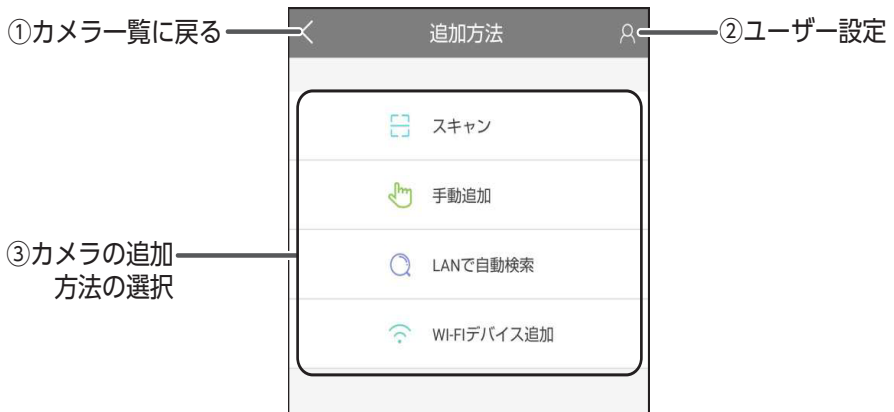 ①カメラ一覧に戻る
追加方法
②ユーザー設定
スキャン
手動追加
③カメラの追加
方法の選択
LANで自動検索
WI-FIデバイス追加